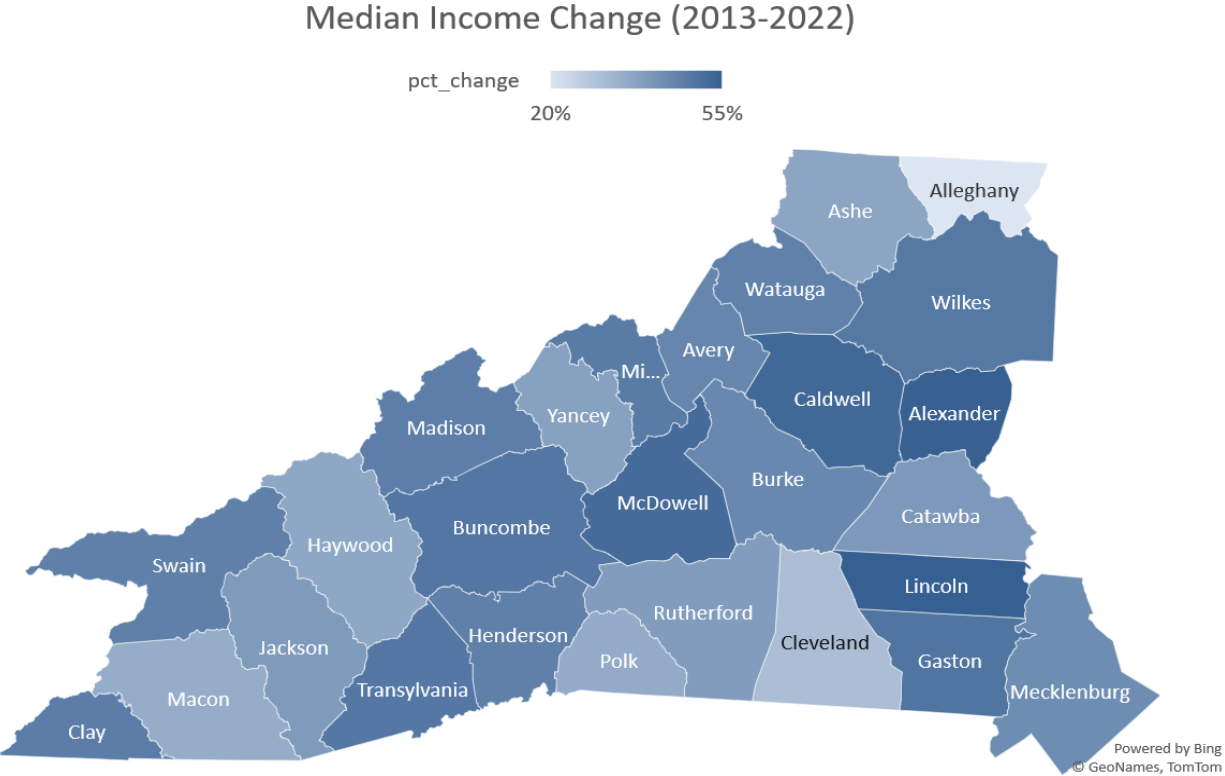 Median Income Change (2013-2022)
pct_change
20% 55%
Alleghany
Ashe
Watauga
Wilkes
Avery
Mi...
Caldwell
Alexander
Yancey
Madison
Burke
McDowell
Catawba
Buncombe
Haywood
Swain
Lincoln
Rutherford
Henderson
Cleveland
Jackson
Polk
Gaston
Transylvania
Mecklenburg
Macon
Clay
Powered by Bing
© GeoNames, TomTom